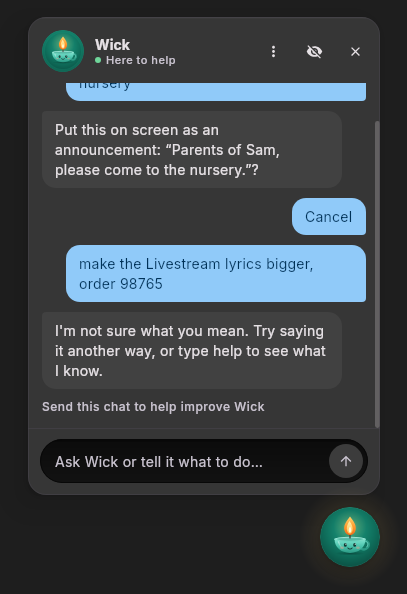 Wick
Here to help
nursery
Put this on screen as an
announcement: “Parents of Sam,
please come to the nursery.”?
Cancel
make the Livestream lyrics bigger,
order 98765
I'm not sure what you mean. Try saying
it another way, or type help to see what
I know.
Send this chat to help improve Wick
Ask Wick or tell it what to do...